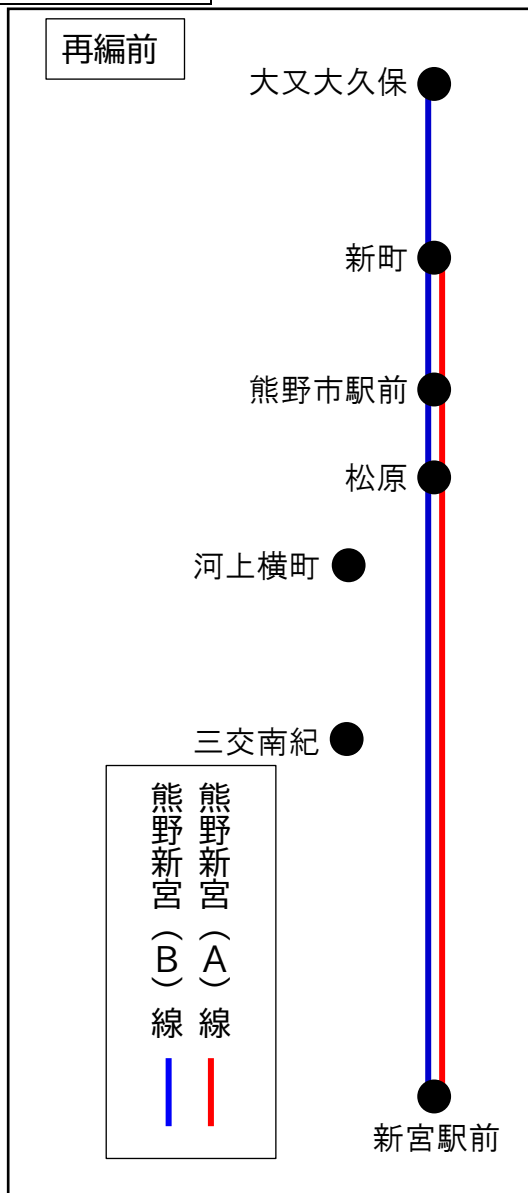 再編前
大又大久保
新町
熊野市駅前
松原
河上横町
三交南紀
熊野新宮（A）線
熊野新宮（B）線
新宮駅前